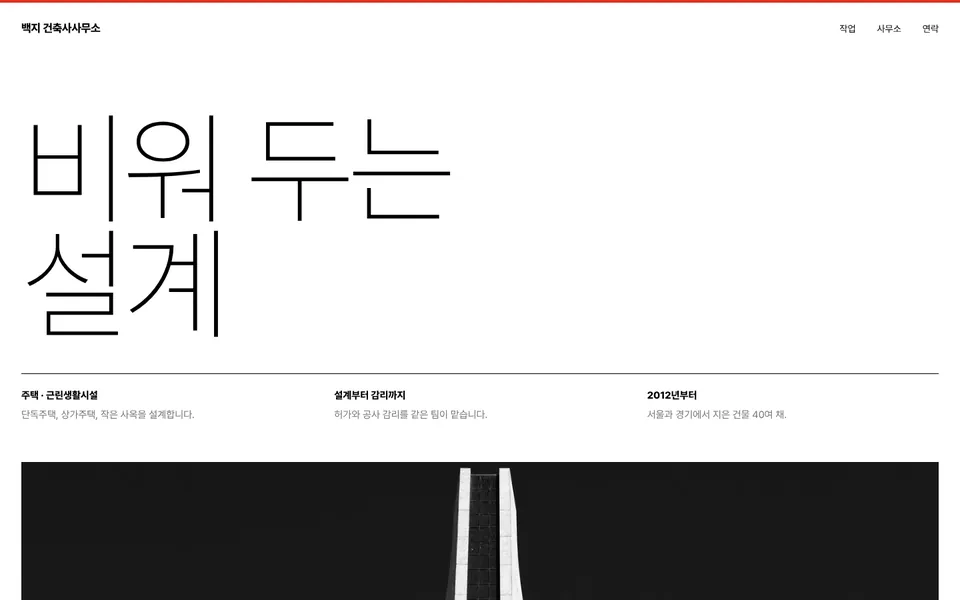 백지 건축사사무소
작업 사무소 연락
비워 두는
설계
주택 · 근린생활시설
단독주택, 상가주택, 작은 사옥을 설계합니다.
설계부터 감리까지
허가와 공사 감리를 같은 팀이 맡습니다.
2012년부터
서울과 경기에서 지은 건물 40여 채.